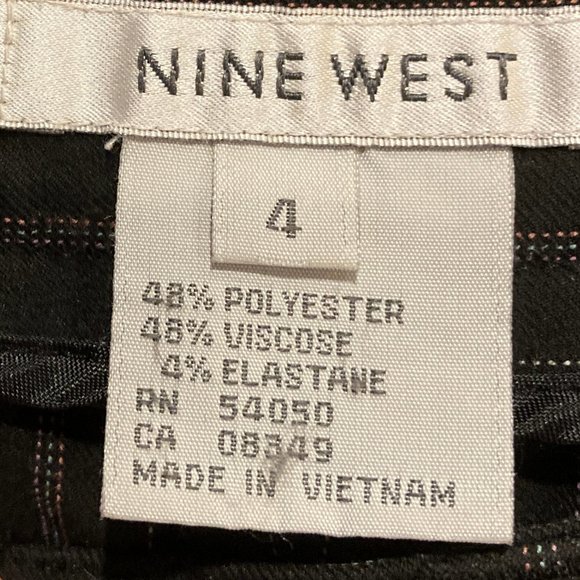 NINE WEST
4
48% POLYESTER
48% VISCOSE
4% ELASTANE
RN 54050
CA 08349
MADE IN VIETNAM